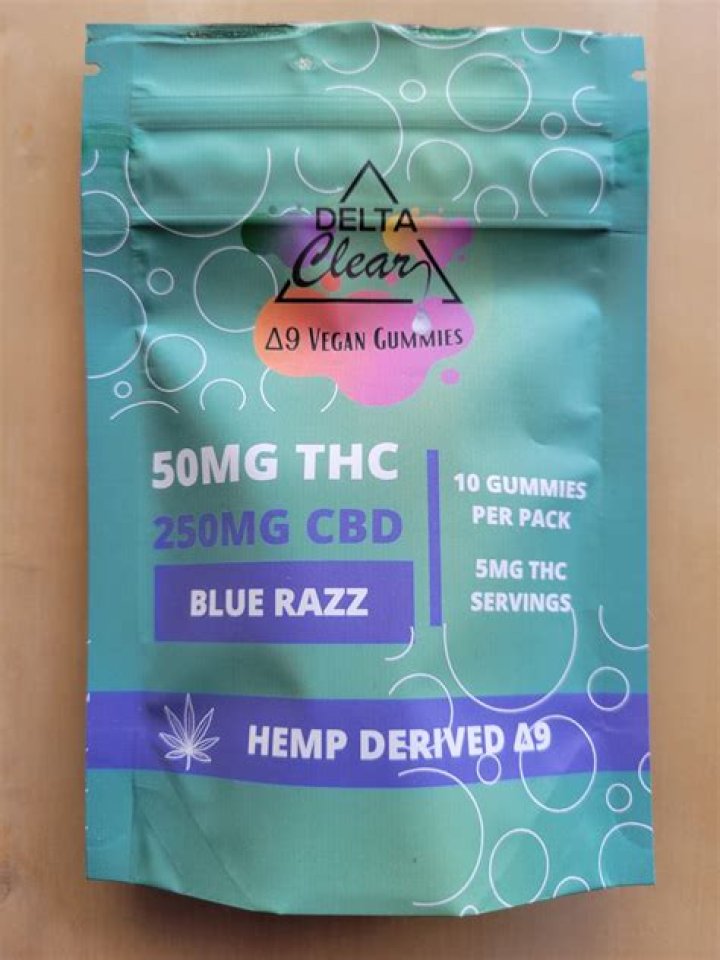 DELTA
Clear
Δ9 VEGAN GUMMIES
50MG THC
250MG CBD
BLUE RAZZ
10 GUMMIES
PER PACK
5MG THC
SERVINGS
HEMP DERIVED Δ9